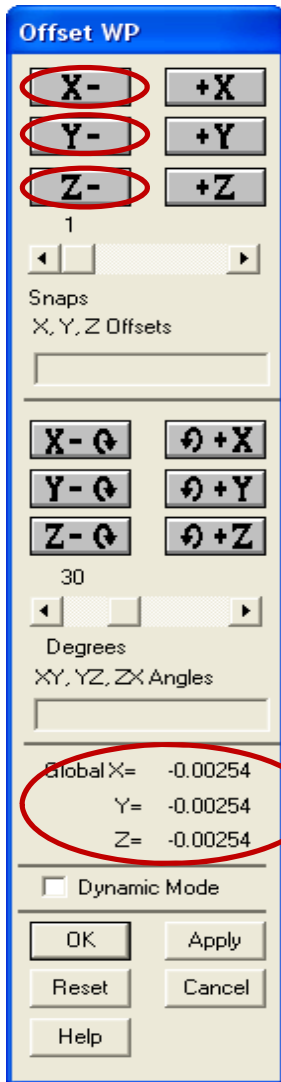 Offset WP
X- +X
Y- +Y
Z- +Z
1
Snaps
X, Y, Z Offsets
X- +X
Y- +Y
Z- +Z
30
Degrees
XY, YZ, ZX Angles
Global X= -0.00254
Y= -0.00254
Z= -0.00254
Dynamic Mode
OK Apply
Reset Cancel
Help